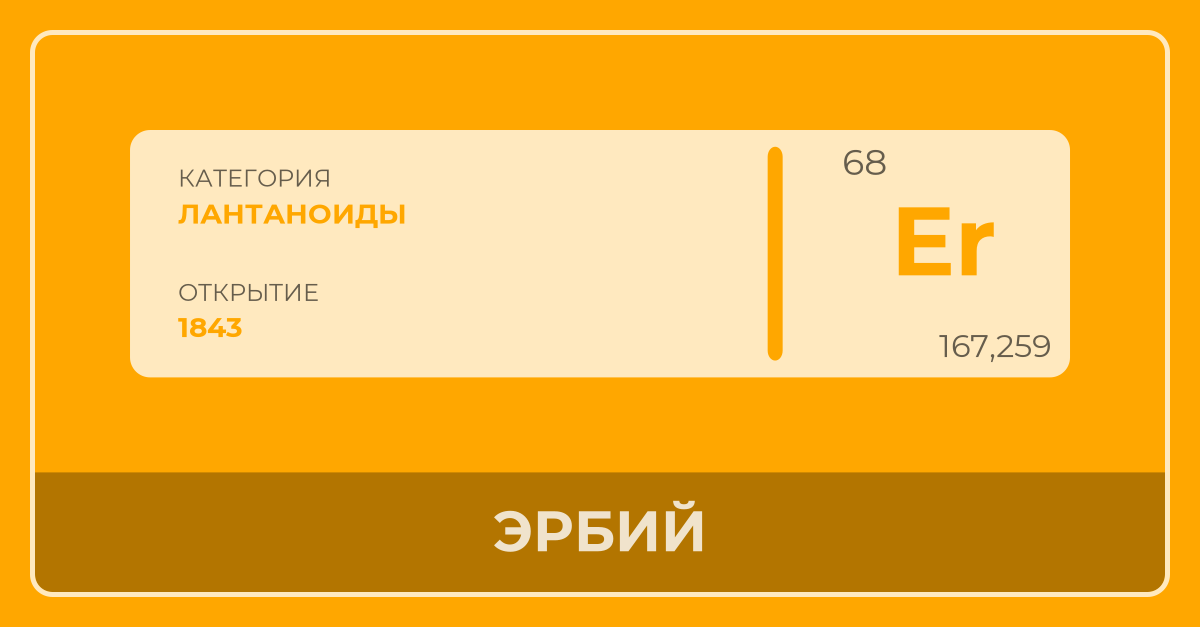 КАТЕГОРИЯ
ЛАНТАНОИДЫ
ОТКРЫТИЕ
1843
68
Er
167,259
ЭРБИЙ